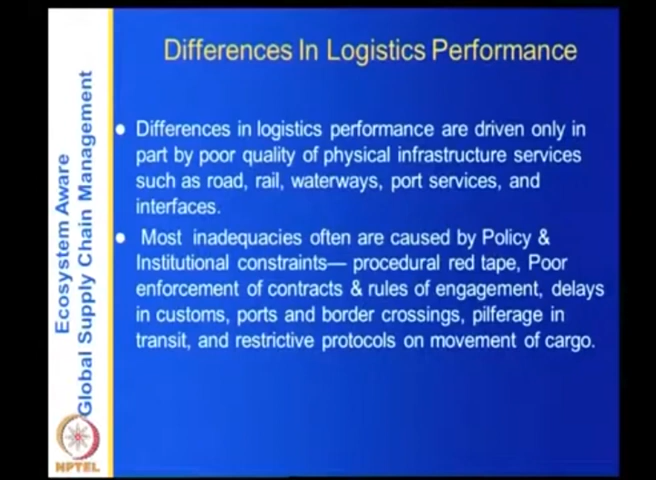 Differences In Logistics Performance
Differences in logistics performance are driven only in
part by poor quality of physical infrastructure services
such as road, rail, waterways, port services, and
interfaces.
Most inadequacies often are caused by Policy &
Institutional constraints— procedural red tape, Poor
enforcement of contracts & rules of engagement, delays
in customs, ports and border crossings, pilferage in
transit, and restrictive protocols on movement of cargo.
Ecosystem Aware
Global Supply Chain Management
NPTEL